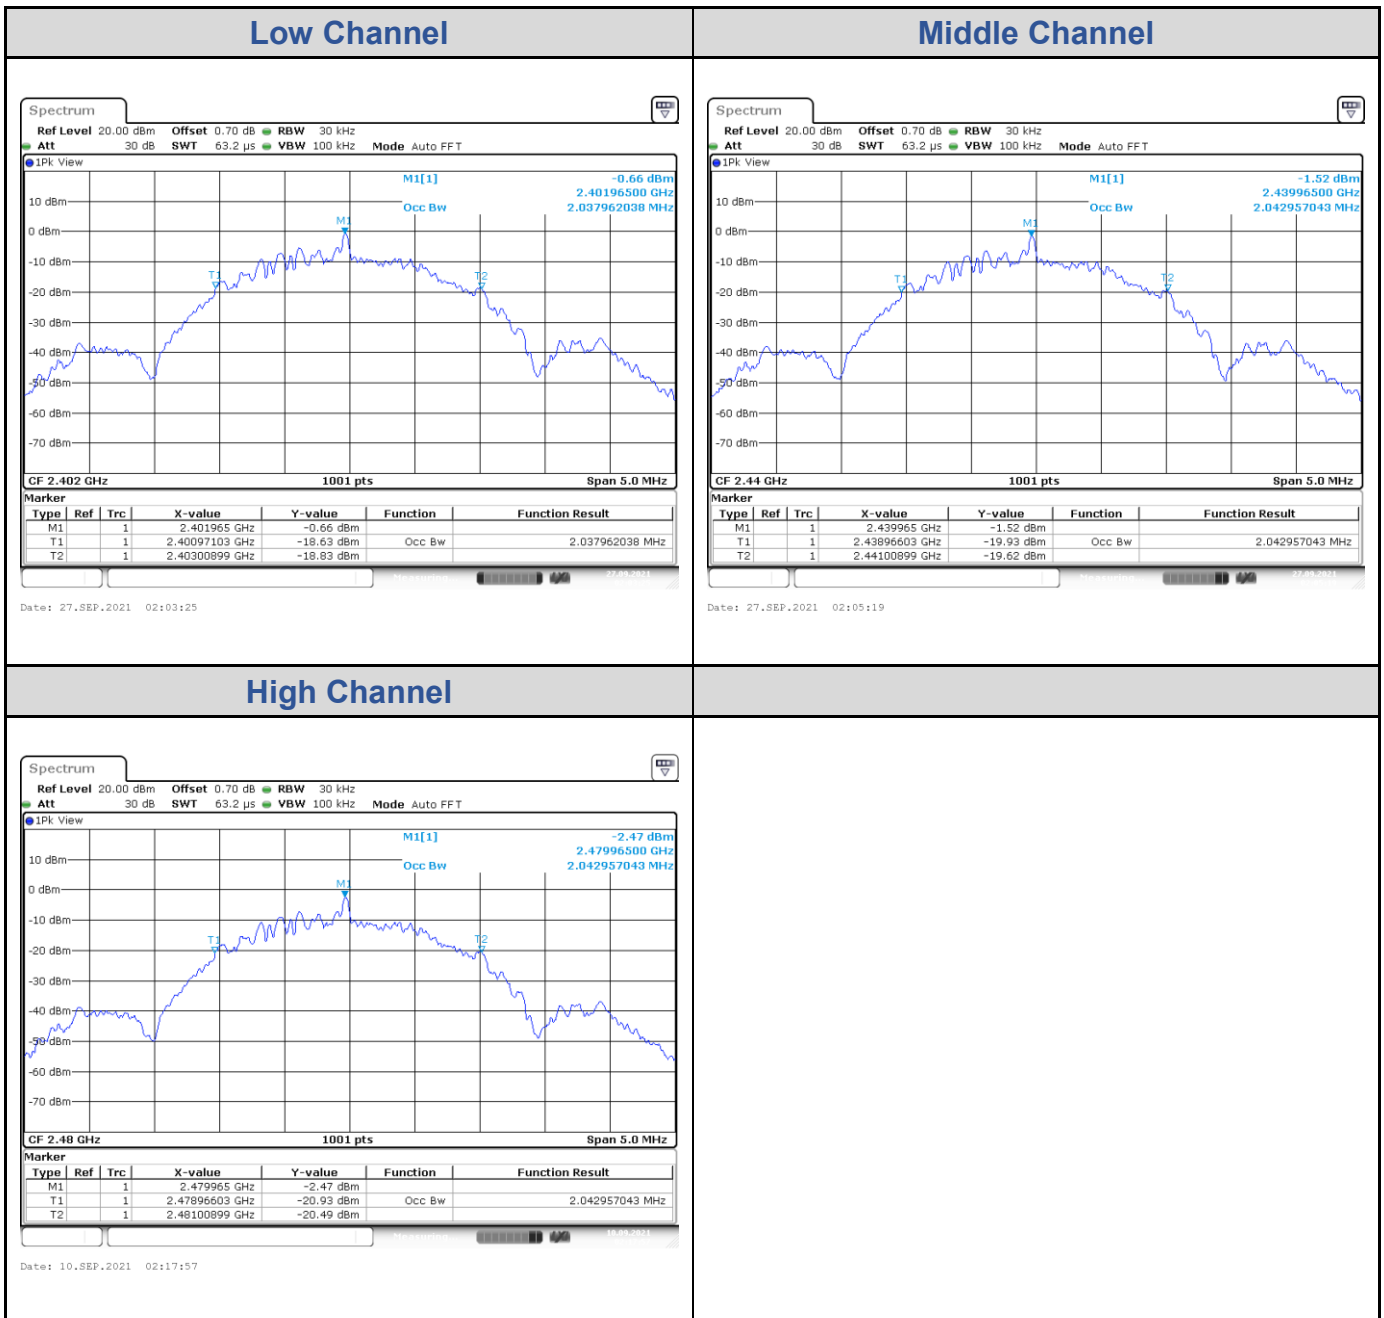 Low Channel
Middle Channel
Spectrum
Ref Level 20.00 dBm Offset 0.70 dB RBW 30 kHz
Att 30 dB SWT 63.2 µs VBW 100 kHz Mode Auto FFT
1Pk View
M1[1] -0.66 dBm
2.40196500 GHz
Occ Bw 2.037962038 MHz
10 dBm
M1
0 dBm
-10 dBm
T1
T2
-20 dBm
-30 dBm
-40 dBm
-50 dBm
-60 dBm
-70 dBm
CF 2.402 GHz 1001 pts Span 5.0 MHz
Marker
Type Ref Trc X-value Y-value Function Function Result
M1 1 2.401965 GHz -0.66 dBm
T1 1 2.40097103 GHz -18.63 dBm Occ Bw 2.037962038 MHz
T2 1 2.40300899 GHz -18.83 dBm
Measuring 27.09.2021
Date: 27.SEP.2021 02:03:25
Spectrum
Ref Level 20.00 dBm Offset 0.70 dB RBW 30 kHz
Att 30 dB SWT 63.2 µs VBW 100 kHz Mode Auto FFT
1Pk View
M1[1] -1.52 dBm
2.43996500 GHz
Occ Bw 2.042957043 MHz
10 dBm
M1
0 dBm
-10 dBm
T1
T2
-20 dBm
-30 dBm
-40 dBm
-50 dBm
-60 dBm
-70 dBm
CF 2.44 GHz 1001 pts Span 5.0 MHz
Marker
Type Ref Trc X-value Y-value Function Function Result
M1 1 2.439965 GHz -1.52 dBm
T1 1 2.43896603 GHz -19.93 dBm Occ Bw 2.042957043 MHz
T2 1 2.44100899 GHz -19.62 dBm
Measuring 27.09.2021
Date: 27.SEP.2021 02:05:19
High Channel
Spectrum
Ref Level 20.00 dBm Offset 0.70 dB RBW 30 kHz
Att 30 dB SWT 63.2 µs VBW 100 kHz Mode Auto FFT
1Pk View
M1[1] -2.47 dBm
2.47996500 GHz
Occ Bw 2.042957043 MHz
10 dBm
M1
0 dBm
-10 dBm
T1
T2
-20 dBm
-30 dBm
-40 dBm
-50 dBm
-60 dBm
-70 dBm
CF 2.48 GHz 1001 pts Span 5.0 MHz
Marker
Type Ref Trc X-value Y-value Function Function Result
M1 1 2.479965 GHz -2.47 dBm
T1 1 2.47896603 GHz -20.93 dBm Occ Bw 2.042957043 MHz
T2 1 2.48100899 GHz -20.49 dBm
Measuring 10.09.2021
Date: 10.SEP.2021 02:17:57